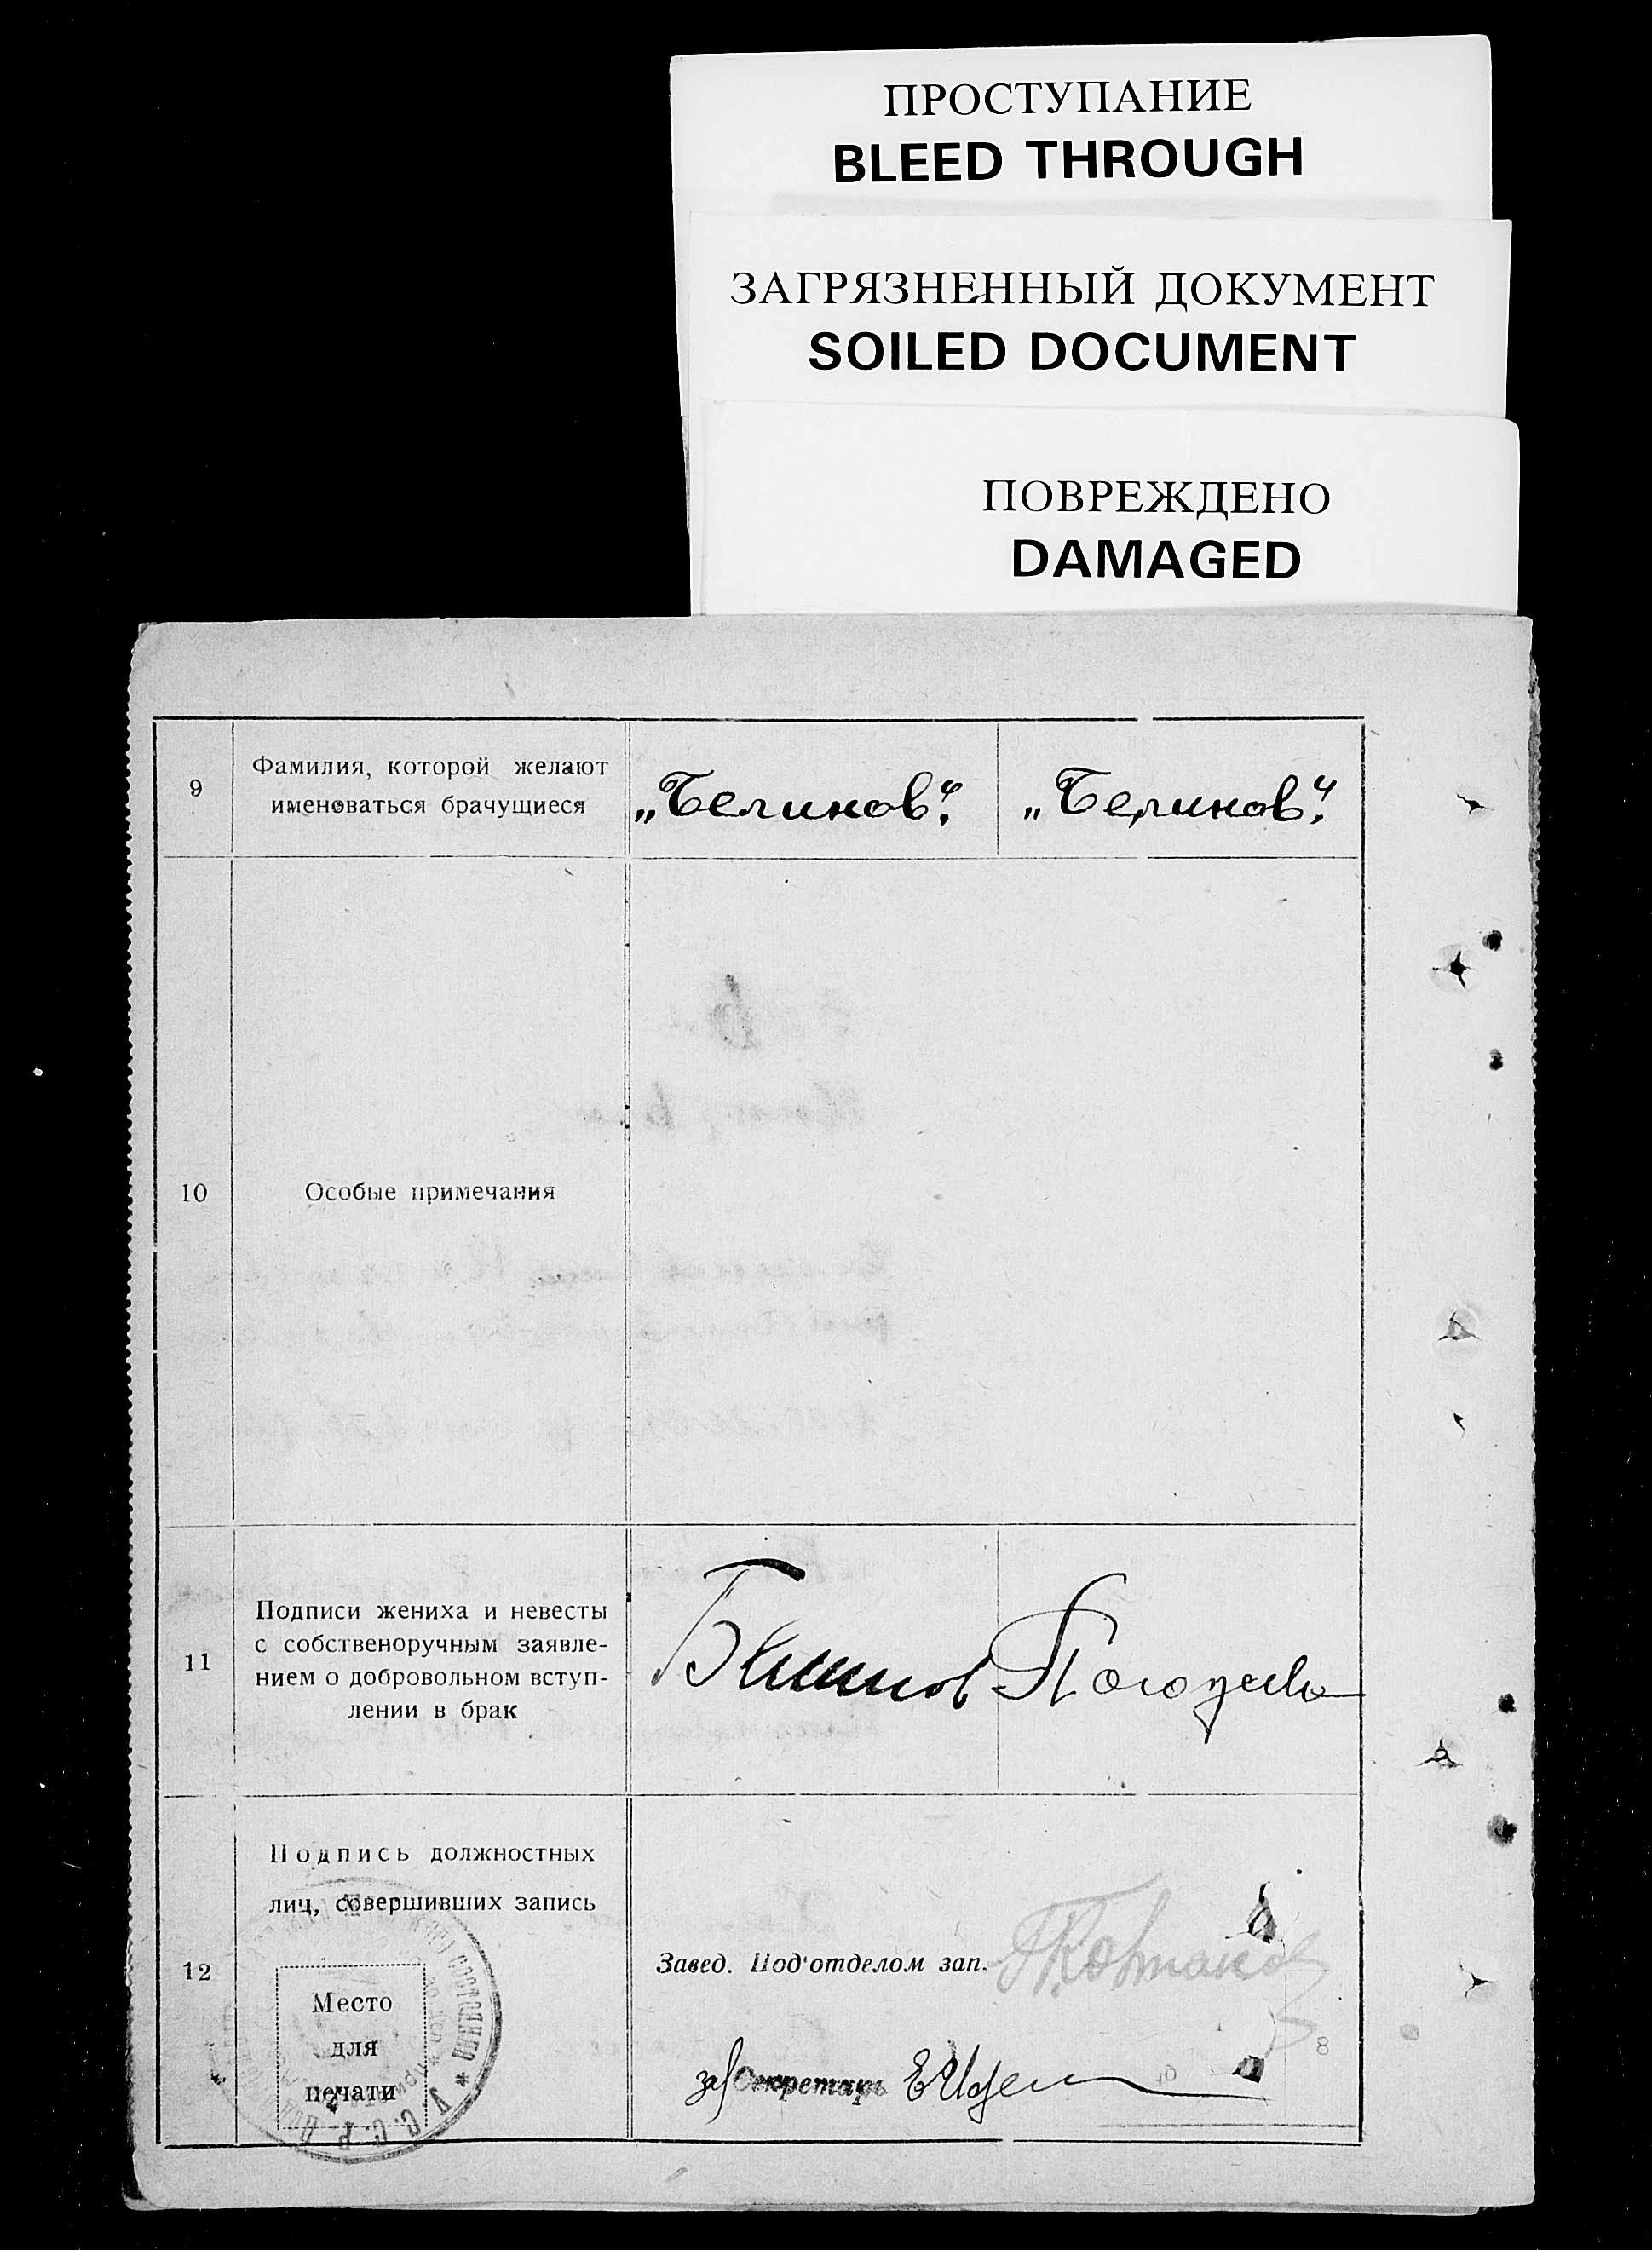 ПРОСТУПАНИЕ
BLEED THROUGH
ЗАГРЯЗНЕННЫЙ ДОКУМЕНТ
SOILED DOCUMENT
ПОВРЕЖДЕНО
DAMAGED
9
Фамилия, которой желают
именоваться брачущиеся
„Белинов“.
„Белинов“.
10
Особые примечания
11
Подписи жениха и невесты
с собственоручным заявле-
нием о добровольном вступ-
лении в брак
Белинов
12
Подпись должностных
лиц, совершивших запись
Место
для
печати
У.С.С.Р.
Завед. Под'отделом зап.
за Секретарь
8